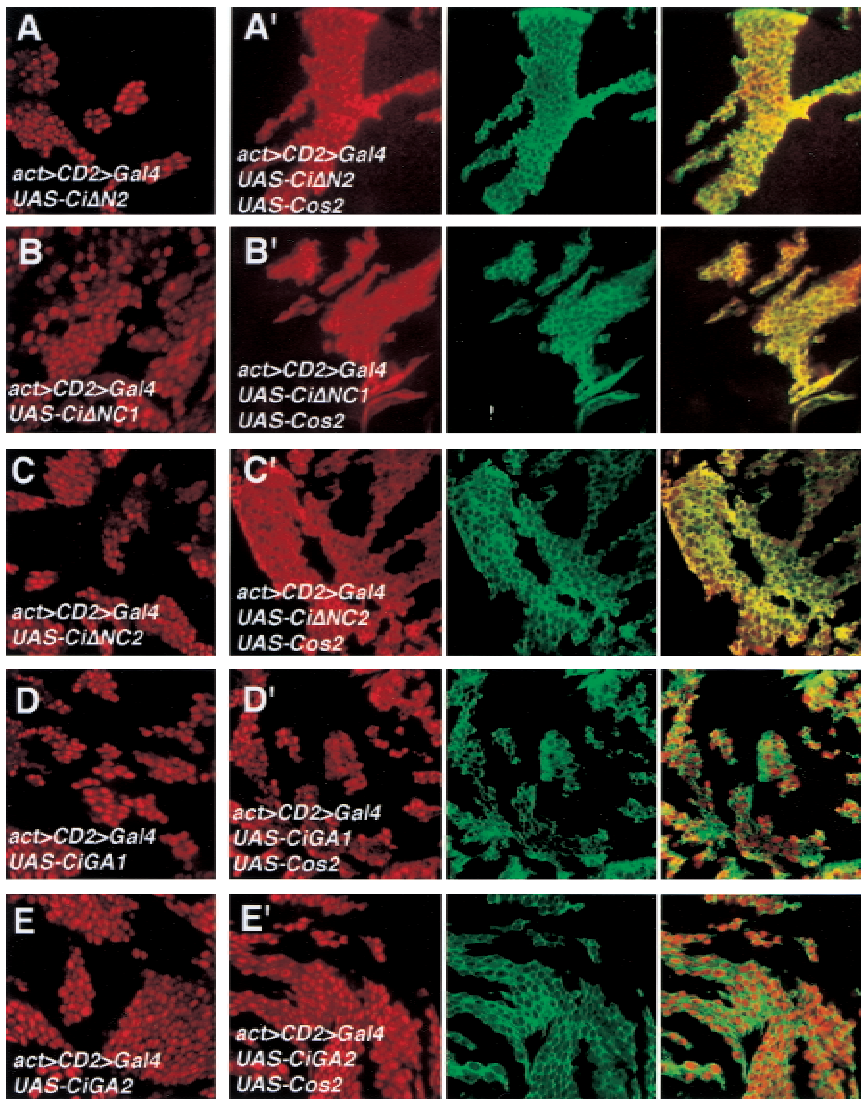 A
act>CD2>Gal4
UAS-CiΔN2
A'
act>CD2>Gal4
UAS-CiΔN2
UAS-Cos2
B
act>CD2>Gal4
UAS-CiΔNC1
B'
act>CD2>Gal4
UAS-CiΔNC1
UAS-Cos2
C
act>CD2>Gal4
UAS-CiΔNC2
C'
act>CD2>Gal4
UAS-CiΔNC2
UAS-Cos2
D
act>CD2>Gal4
UAS-CiGA1
D'
act>CD2>Gal4
UAS-CiGA1
UAS-Cos2
E
act>CD2>Gal4
UAS-CiGA2
E'
act>CD2>Gal4
UAS-CiGA2
UAS-Cos2